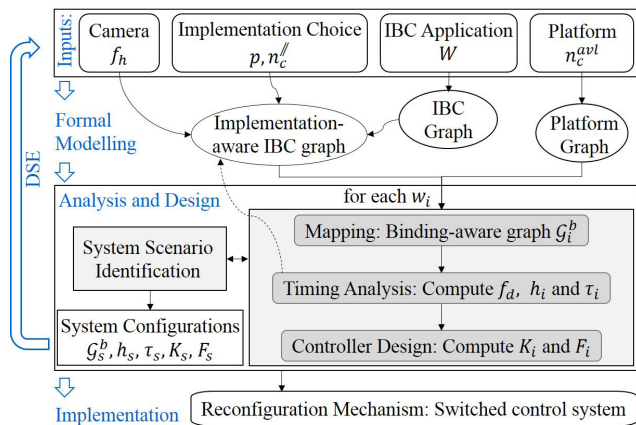 Inputs:
Camera
f_h
Implementation Choice
p, n_c^{//}
IBC Application
W
Platform
n_c^{avl}
Formal
Modelling
Implementation-
aware IBC graph
IBC
Graph
Platform
Graph
DSE
for each w_i
Analysis and Design
Mapping: Binding-aware graph 𝒢_i^b
System Scenario
Identification
Timing Analysis: Compute f_d, h_i and τ_i
System Configurations
𝒢_s^b, h_s, τ_s, K_s, F_s
Controller Design: Compute K_i and F_i
Implementation
Reconfiguration Mechanism: Switched control system